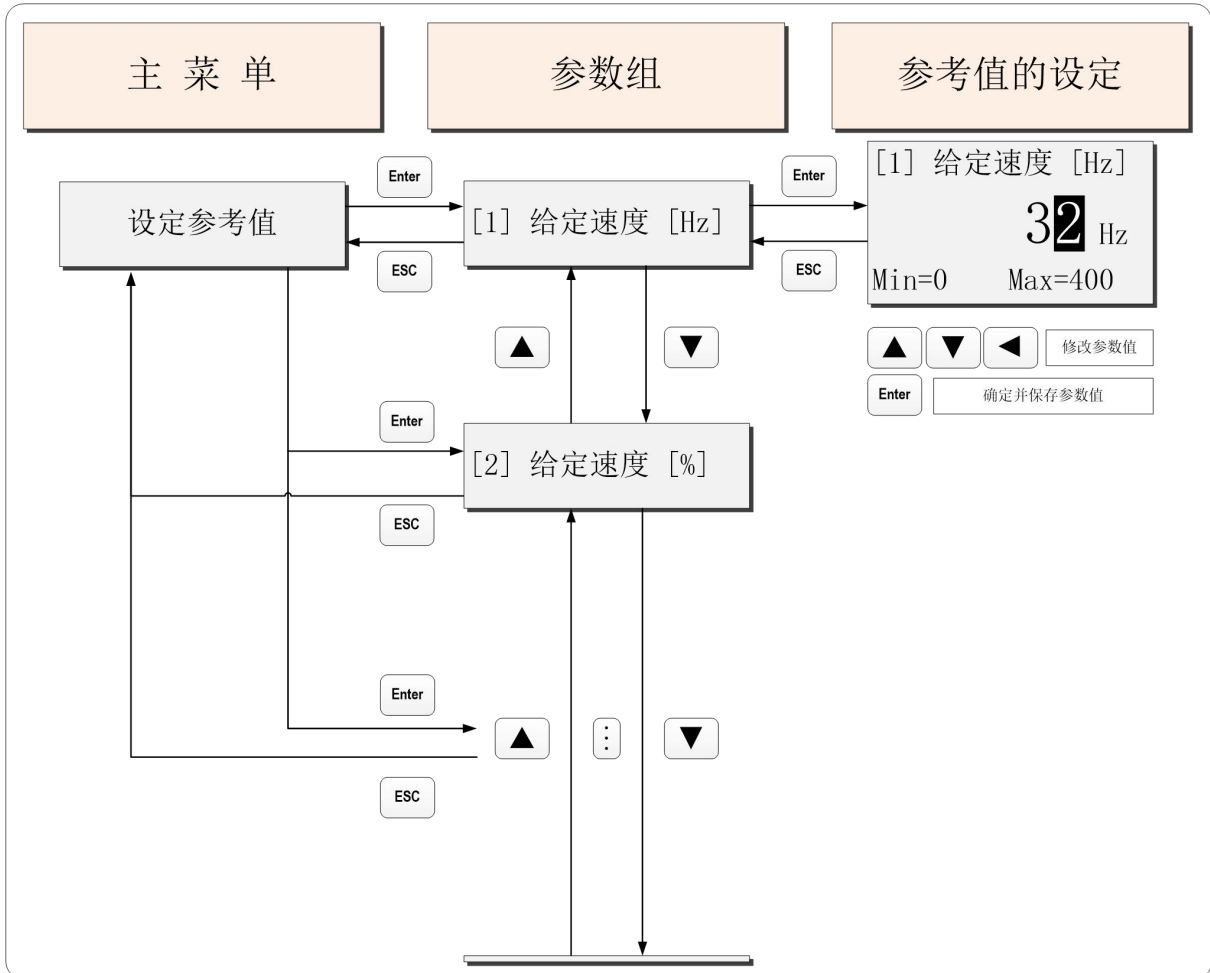 主 菜 单
参数组
参考值的设定
设定参考值
Enter
ESC
[1] 给定速度 [Hz]
Enter
ESC
[1] 给定速度 [Hz]
32 Hz
Min=0 Max=400
▲ ▼ ◀ 修改参数值
Enter 确定并保存参数值
▲ ▼
Enter
ESC
[2] 给定速度 [%]
Enter
ESC
▲ ⋮ ▼